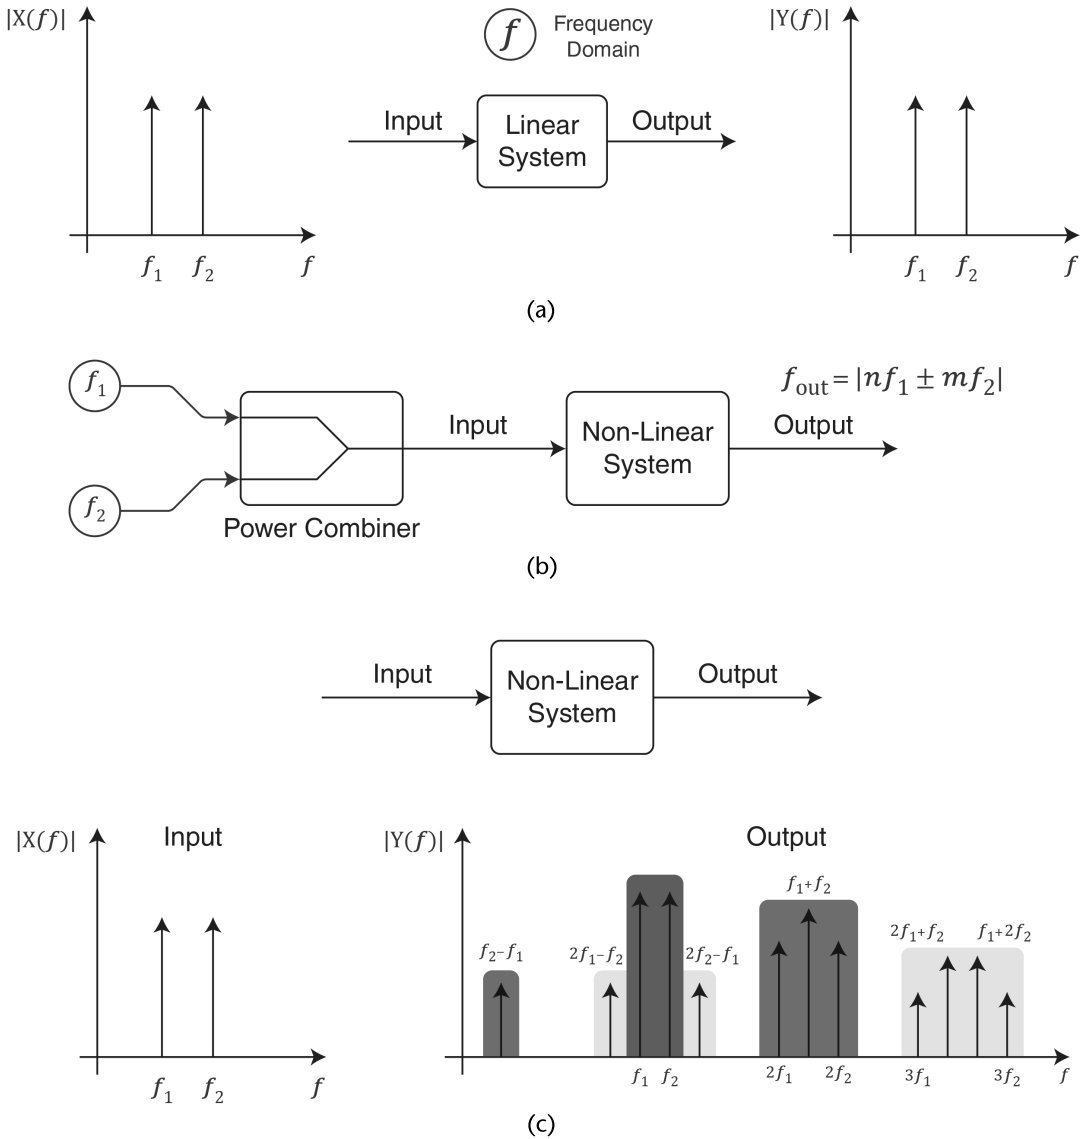 |X(f)|
f
Frequency
Domain
|Y(f)|
Input
Linear
System
Output
f₁ f₂ f
f₁ f₂ f
(a)
f₁
f₂
Power Combiner
Input
Non-Linear
System
f_out = |nf₁ ± mf₂|
Output
(b)
Input
Non-Linear
System
Output
|X(f)|
Input
f₁ f₂ f
|Y(f)|
Output
f₂−f₁
2f₁−f₂
2f₂−f₁
f₁+f₂
2f₁+f₂
f₁+2f₂
f₁ f₂ 2f₁ 2f₂ 3f₁ 3f₂ f
(c)